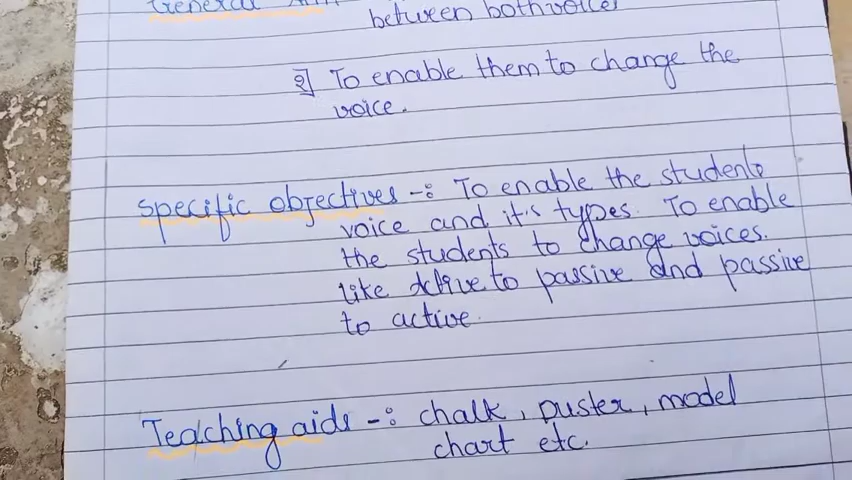 General
between both voices
2] To enable them to change the
voice.
specific objectives -: To enable the students
voice and it's types. To enable
the students to change voices.
like Active to passive and passive
to active.
Teaching aids -: chalk, Duster, model
chart etc.